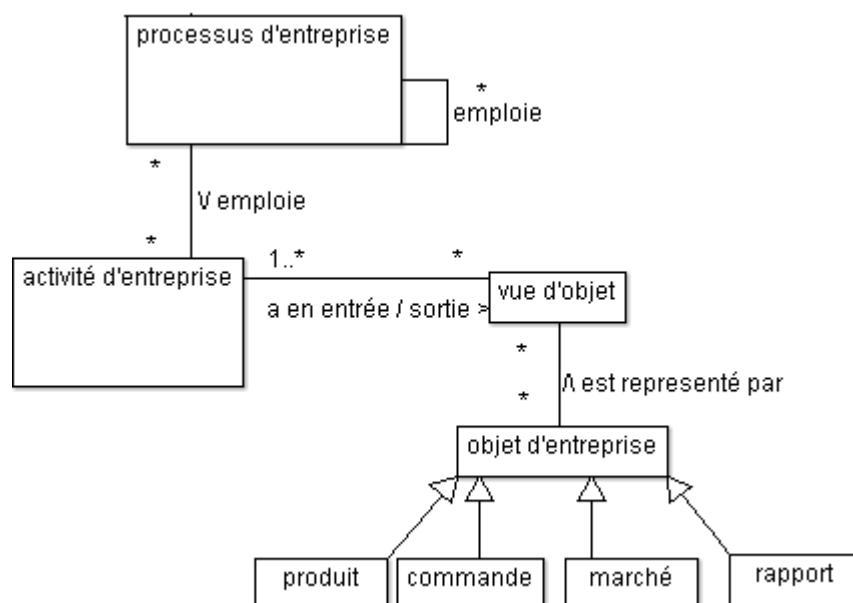 processus d'entreprise
*
emploie
*
V emploie
*
activité d'entreprise
1..*
*
a en entrée / sortie >
vue d'objet
*
Λ est representé par
*
objet d'entreprise
produit
commande
marché
rapport